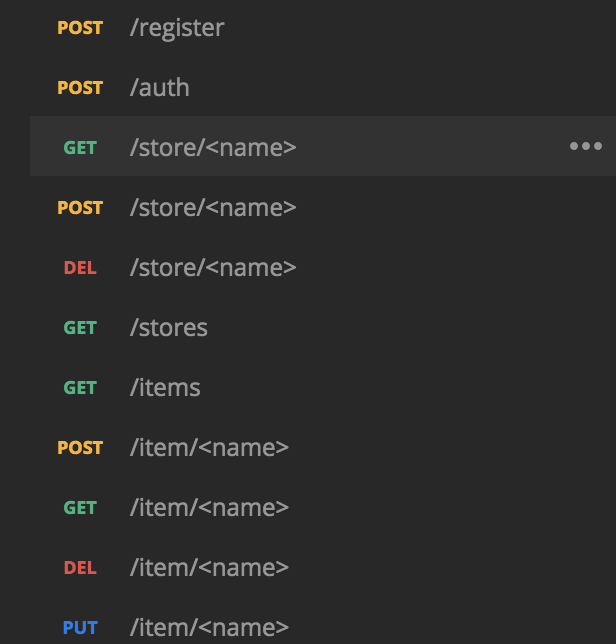 POST /register
POST /auth
GET /store/<name>
POST /store/<name>
DEL /store/<name>
GET /stores
GET /items
POST /item/<name>
GET /item/<name>
DEL /item/<name>
PUT /item/<name>